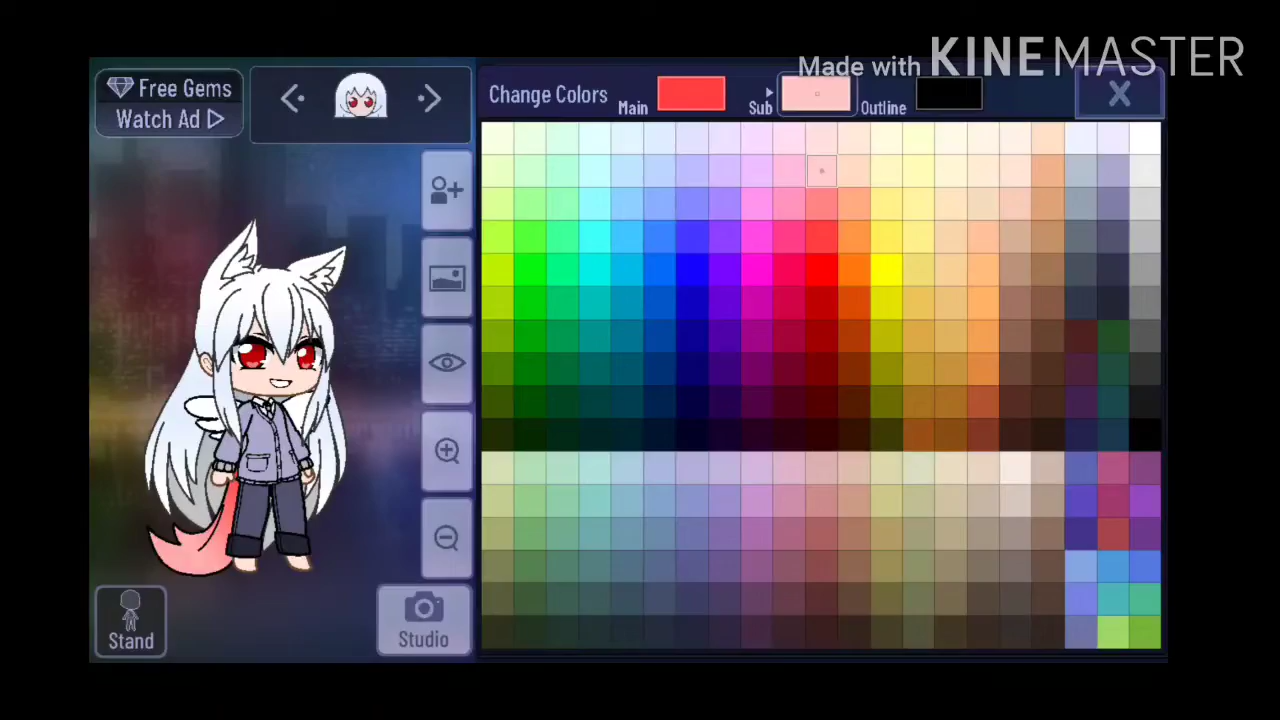 Made with KINEMASTER
Free Gems
Watch Ad
Change Colors
Main
Sub
Outline
X
Stand
Studio